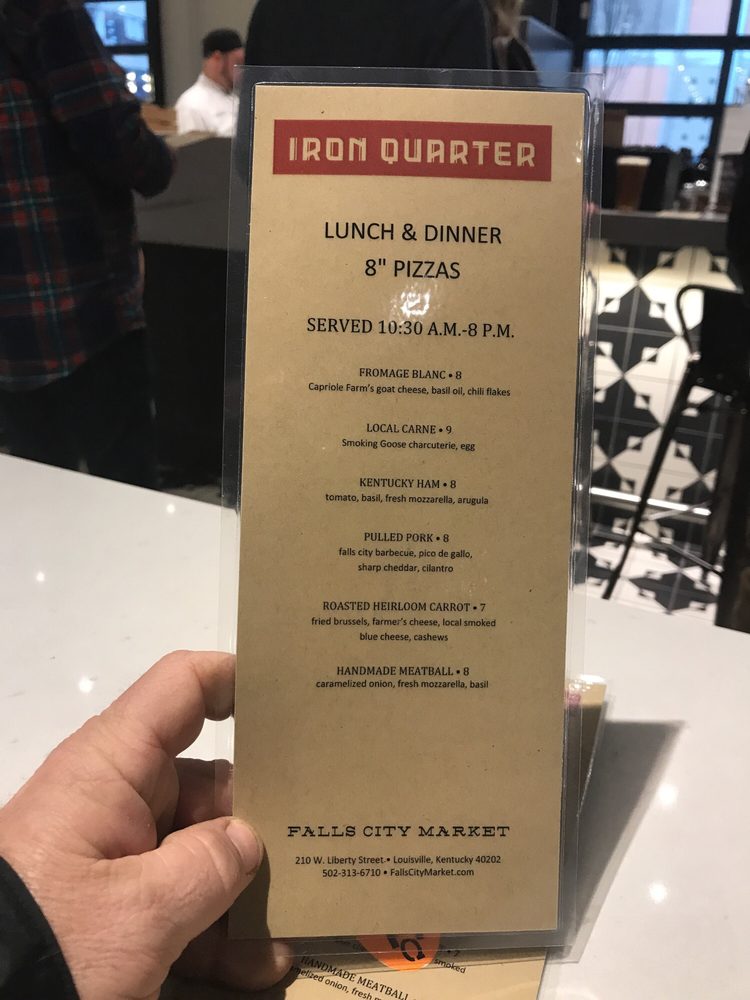 IRON QUARTER
LUNCH & DINNER
8" PIZZAS
SERVED 10:30 A.M.-8 P.M.
FROMAGE BLANC • 8
Capriole Farm's goat cheese, basil oil, chili flakes
LOCAL CARNE • 9
Smoking Goose charcuterie, egg
KENTUCKY HAM • 8
tomato, basil, fresh mozzarella, arugula
PULLED PORK • 8
falls city barbecue, pico de gallo,
sharp cheddar, cilantro
ROASTED HEIRLOOM CARROT • 7
fried brussels, farmer's cheese, local smoked
blue cheese, cashews
HANDMADE MEATBALL • 8
caramelized onion, fresh mozzarella, basil
FALLS CITY MARKET
210 W. Liberty Street • Louisville, Kentucky 40202
502-313-6710 • FallsCityMarket.com
• 7
smoked
HANDMADE MEATBALL
onion, fresh